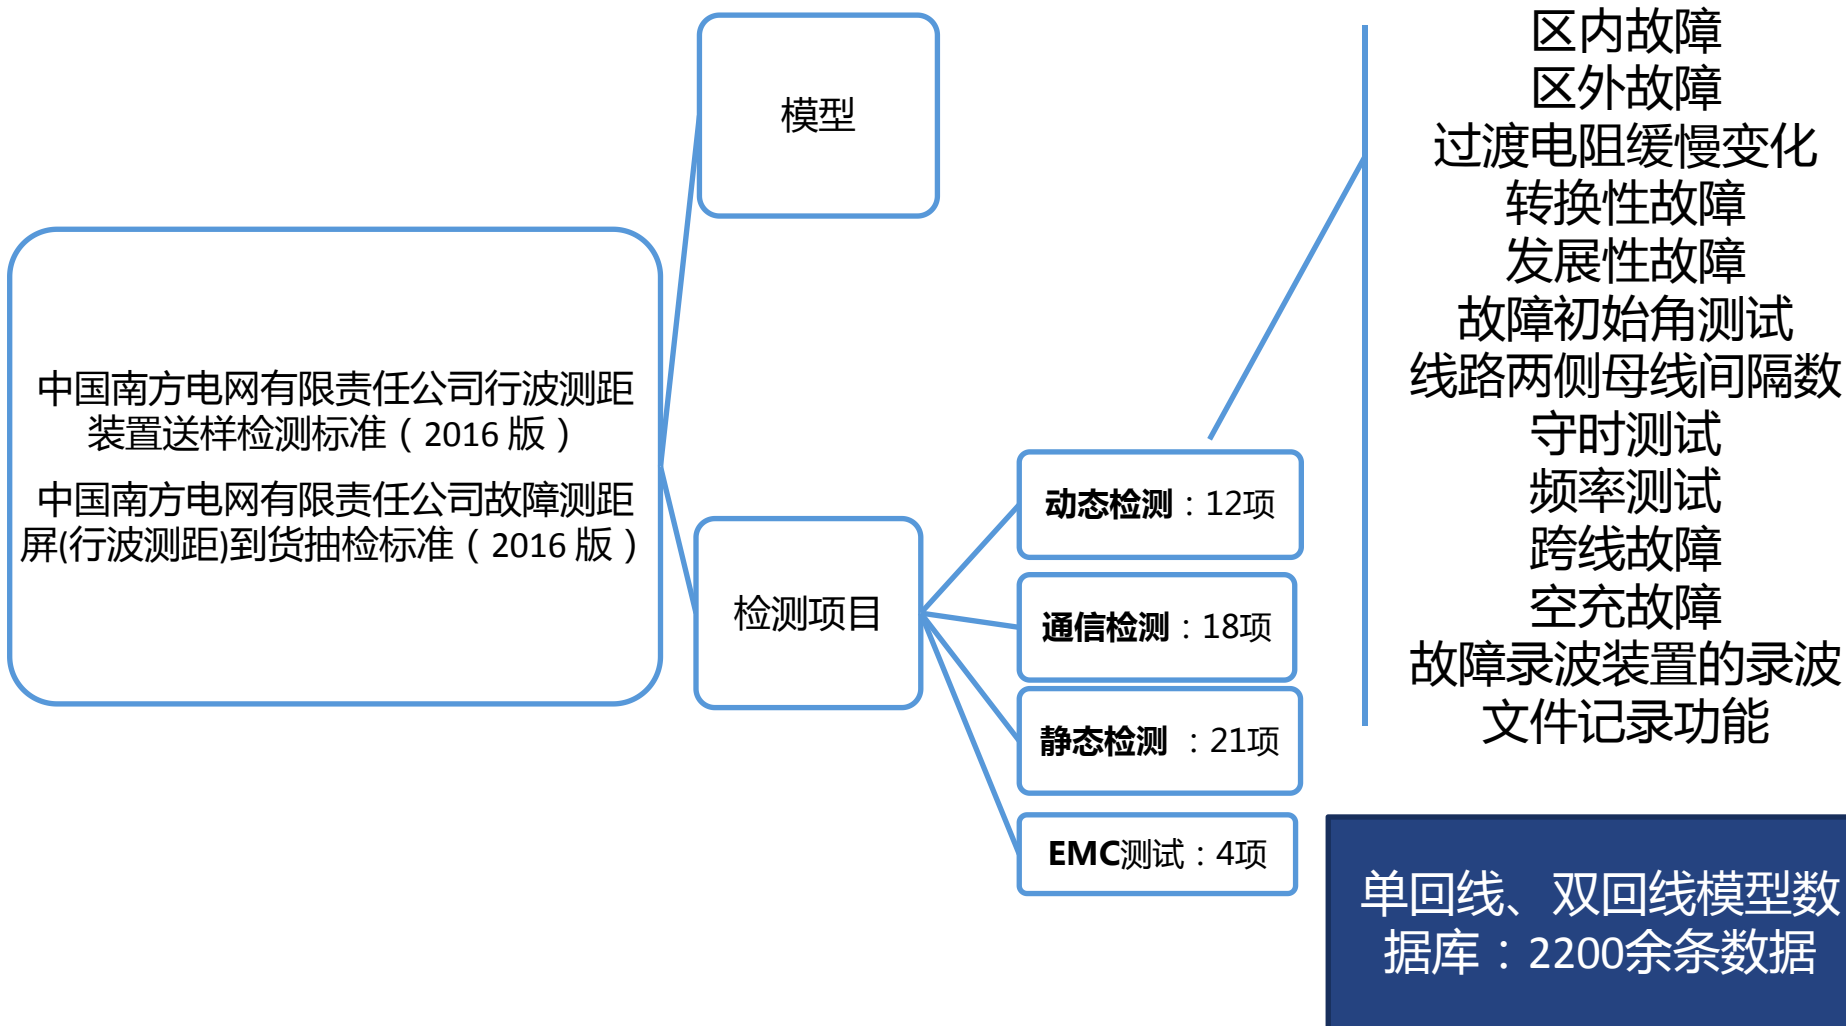 模型
中国南方电网有限责任公司行波测距
装置送样检测标准（2016 版）
中国南方电网有限责任公司故障测距
屏(行波测距)到货抽检标准（2016 版）
检测项目
动态检测：12项
通信检测：18项
静态检测 ：21项
EMC测试：4项
区内故障
区外故障
过渡电阻缓慢变化
转换性故障
发展性故障
故障初始角测试
线路两侧母线间隔数
守时测试
频率测试
跨线故障
空充故障
故障录波装置的录波
文件记录功能
单回线、双回线模型数
据库：2200余条数据